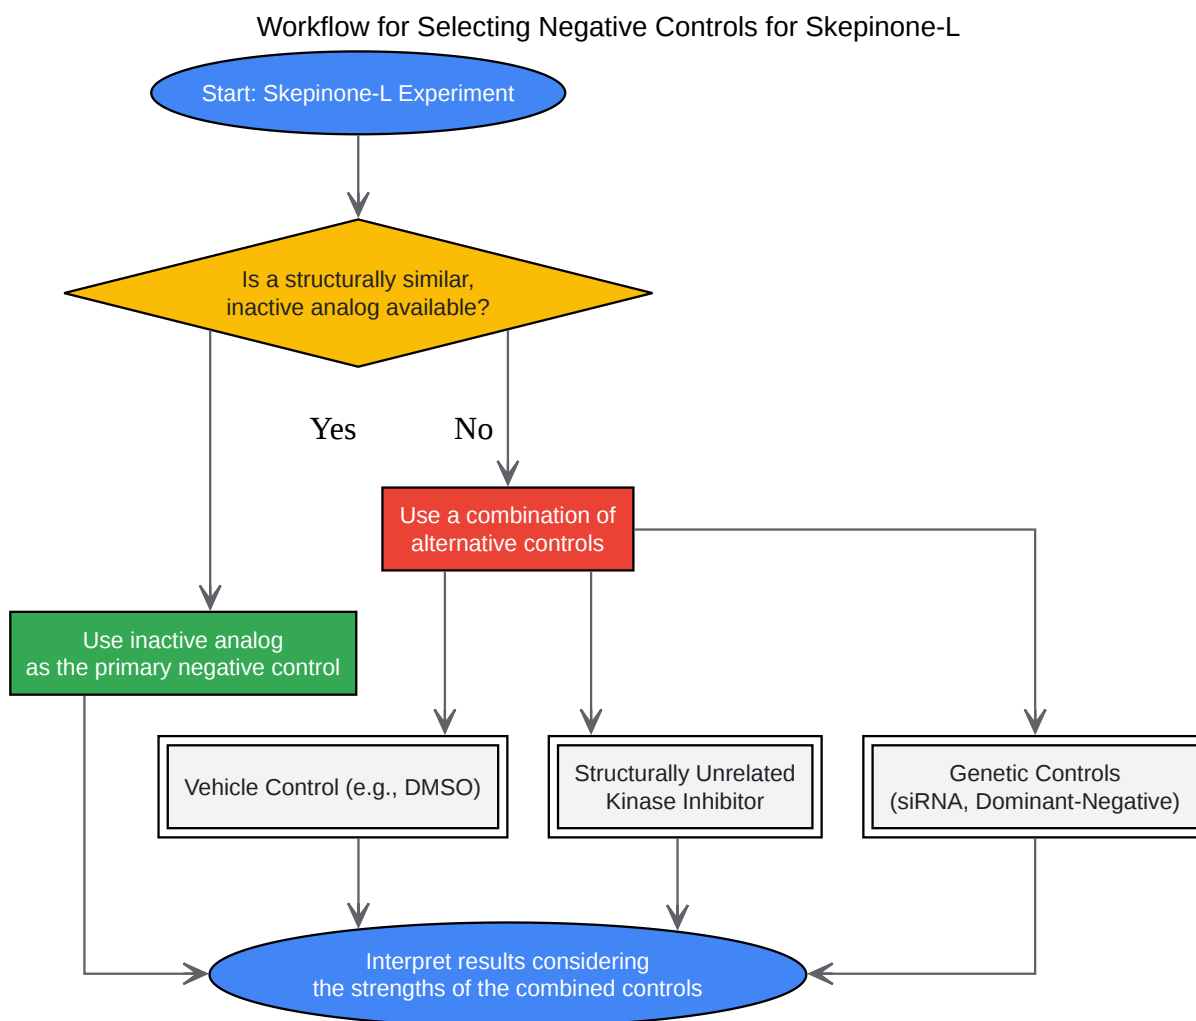 Workflow for Selecting Negative Controls for Skepinone-L
Start: Skepinone-L Experiment
Is a structurally similar,
inactive analog available?
Yes
No
Use a combination of
alternative controls
Use inactive analog
as the primary negative control
Vehicle Control (e.g., DMSO)
Structurally Unrelated
Kinase Inhibitor
Genetic Controls
(siRNA, Dominant-Negative)
Interpret results considering
the strengths of the combined controls